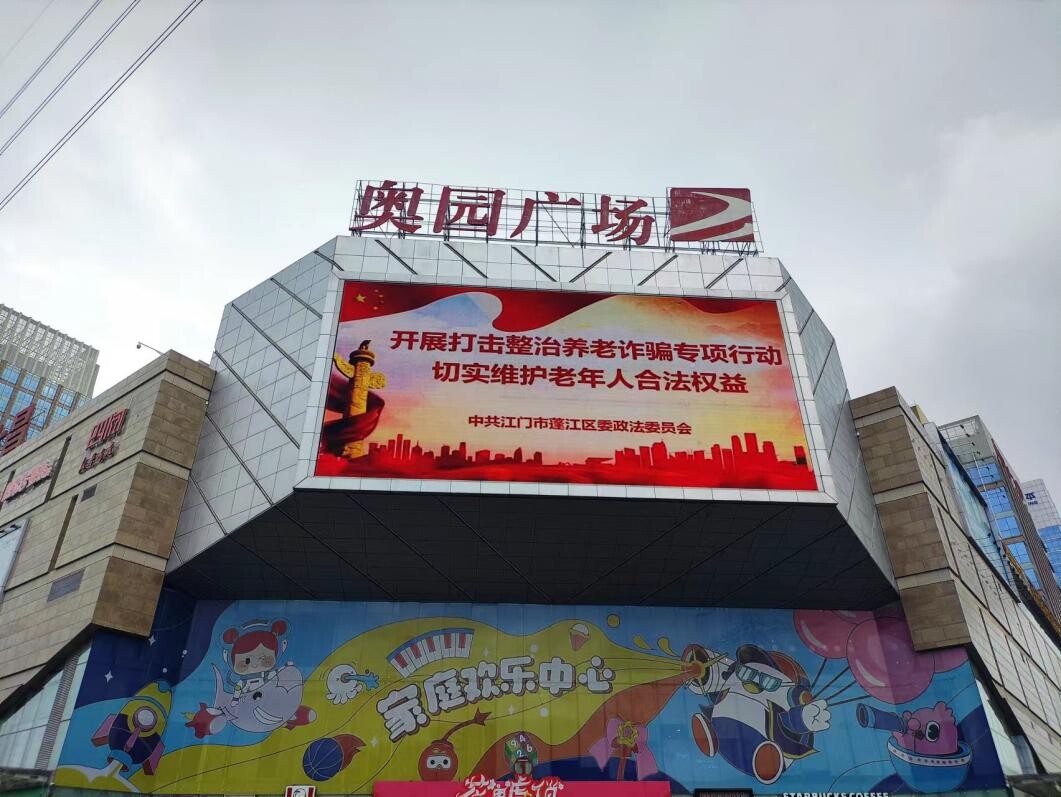 奥园广场
开展打击整治养老诈骗专项行动
切实维护老年人合法权益
中共江门市蓬江区委政法委员会
家庭欢乐中心
STARBUCKS COFFEE